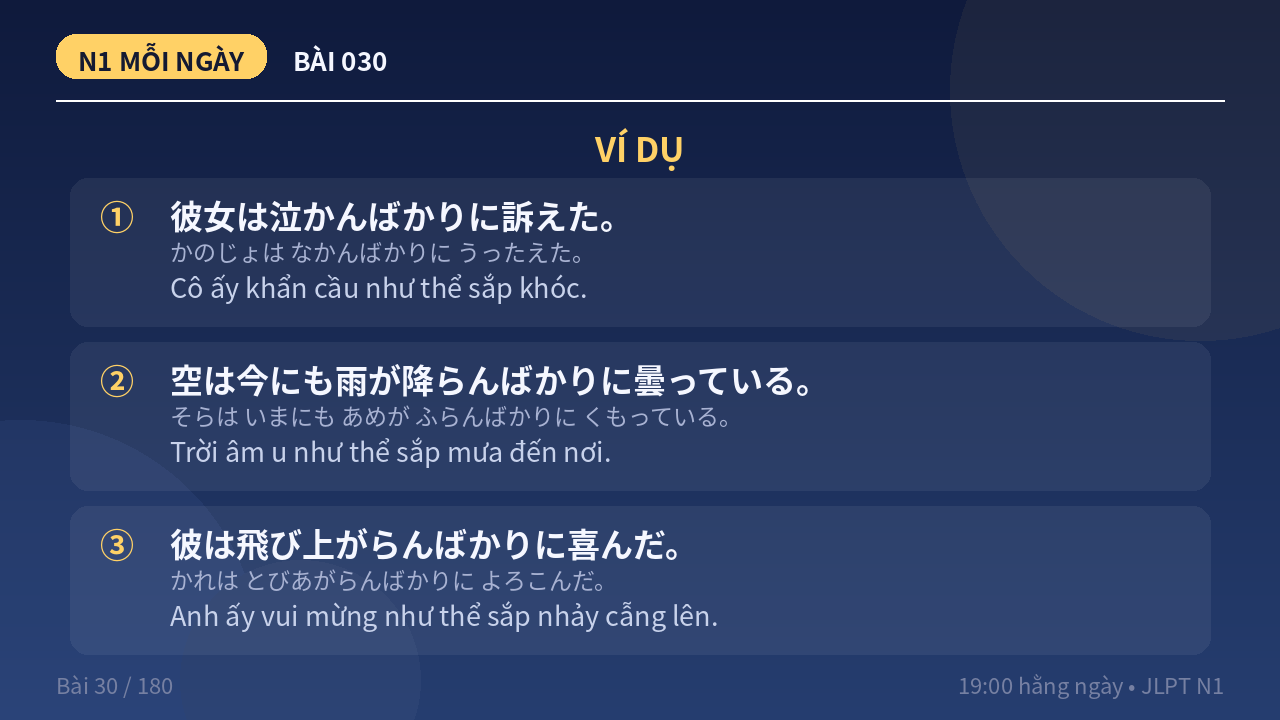 N1 MỖI NGÀY
BÀI 030
VÍ DỤ
①
彼女は泣かんばかりに訴えた。
かのじょは なかんばかりに うったえた。
Cô ấy khẩn cầu như thể sắp khóc.
②
空は今にも雨が降らんばかりに曇っている。
そらは いまにも あめが ふらんばかりに くもっている。
Trời âm u như thể sắp mưa đến nơi.
③
彼は飛び上がらんばかりに喜んだ。
かれは とびあがらんばかりに よろこんだ。
Anh ấy vui mừng như thể sắp nhảy cẫng lên.
Bài 30 / 180
19:00 hằng ngày • JLPT N1